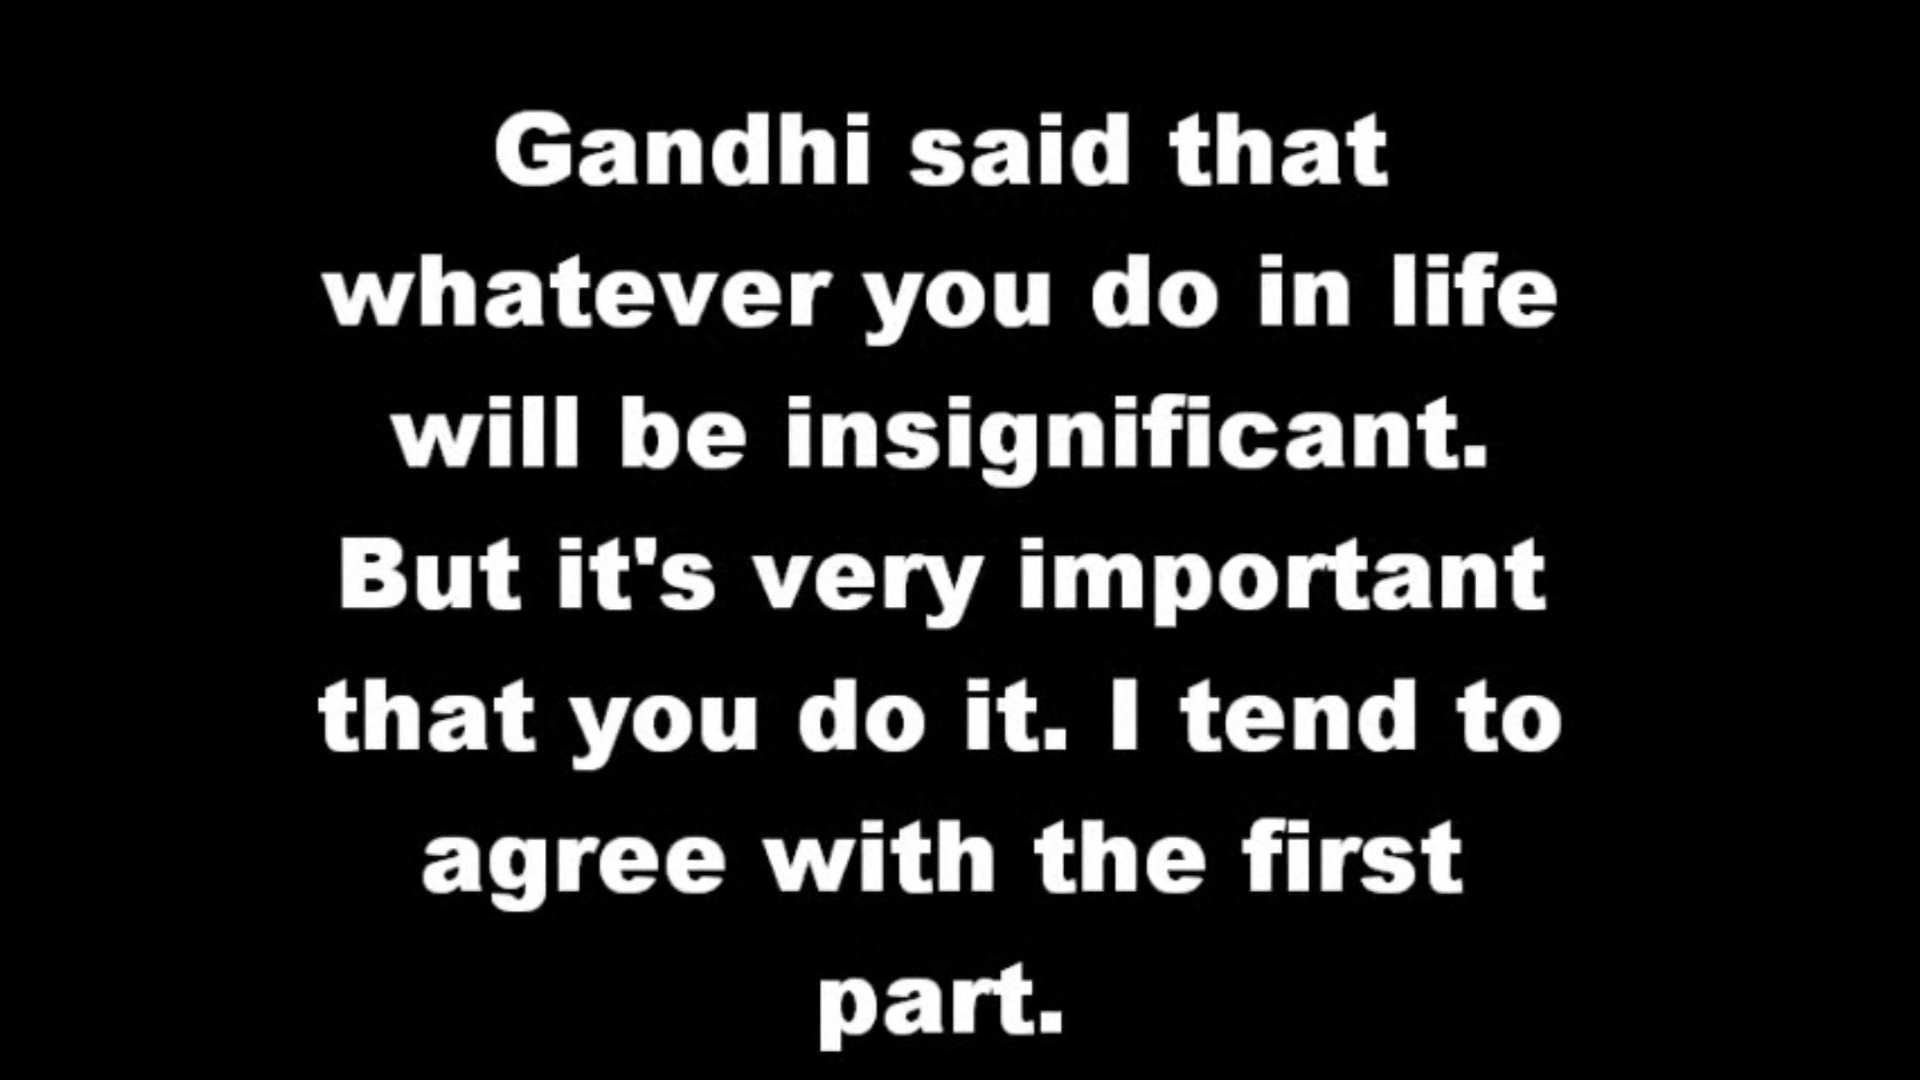 Gandhi said that
whatever you do in life
will be insignificant.
But it's very important
that you do it. I tend to
agree with the first
part.